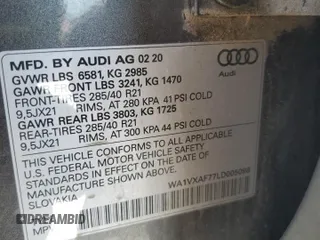 MFD. BY AUDI AG 02 20
GVWR LBS 6581, KG 2985
GAWR FRONT LBS 3241, KG 1470
FRONT-TIRES 285/40 R21
9,5JX21 RIMS, AT 280 KPA 41 PSI COLD
GAWR REAR LBS 3803, KG 1725
REAR-TIRES 285/40 R21
9,5JX21 RIMS, AT 300 KPA 44 PSI COLD
THIS VEHICLE CONFORMS TO ALL APPLICABLE
U.S. FEDERAL MOTOR VEHICLE SAFETY
STANDARDS IN EFFECT ON THE DATE OF
MANUFACTURE SHOWN ABOVE.
SLOVAKIA
MPV
Audi
DREAMBID